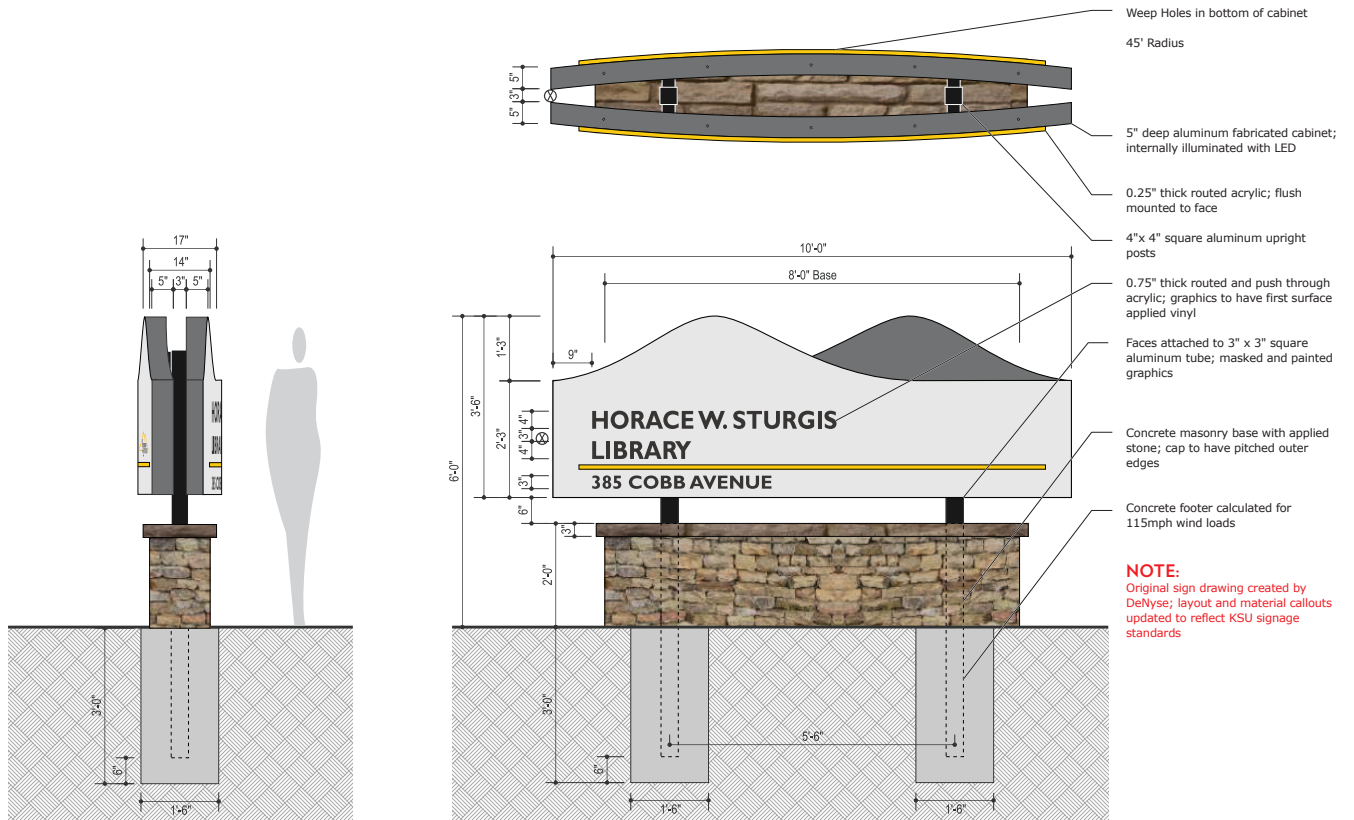 Weep Holes in bottom of cabinet
45' Radius
5"
3"
5"
X
5" deep aluminum fabricated cabinet;
internally illuminated with LED
0.25" thick routed acrylic; flush
mounted to face
4"x 4" square aluminum upright
posts
0.75" thick routed and push through
acrylic; graphics to have first surface
applied vinyl
Faces attached to 3" x 3" square
aluminum tube; masked and painted
graphics
Concrete masonry base with applied
stone; cap to have pitched outer
edges
Concrete footer calculated for
115mph wind loads
NOTE:
Original sign drawing created by
DeNyse; layout and material callouts
updated to reflect KSU signage
standards
17"
14"
5" 3" 5"
HORA
LIBRA
385 COB
3'-0"
6"
1'-6"
10'-0"
8'-0" Base
9"
1'-3"
3'-6"
2'-3"
6'-0"
4"
3"
X
4"
3"
6"
HORACE W. STURGIS
LIBRARY
385 COBB AVENUE
3"
2'-0"
3'-0"
6"
5'-6"
6"
1'-6"
1'-6"